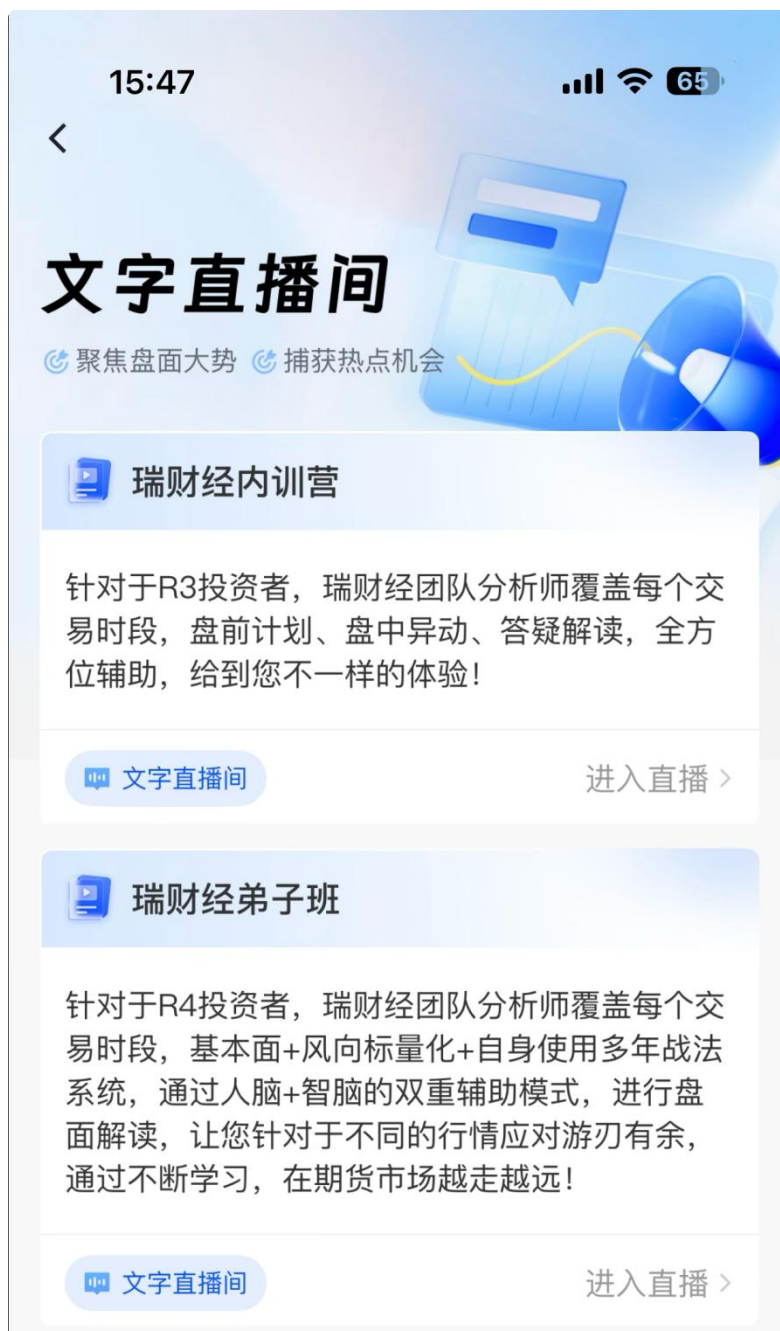 15:47
65
文字直播间
聚焦盘面大势 捕获热点机会
瑞财经内训营
针对于R3投资者，瑞财经团队分析师覆盖每个交
易时段，盘前计划、盘中异动、答疑解读，全方
位辅助，给到您不一样的体验！
文字直播间 进入直播
瑞财经弟子班
针对于R4投资者，瑞财经团队分析师覆盖每个交
易时段，基本面+风向标量化+自身使用多年战法
系统，通过人脑+智脑的双重辅助模式，进行盘
面解读，让您针对于不同的行情应对游刃有余，
通过不断学习，在期货市场越走越远！
文字直播间 进入直播